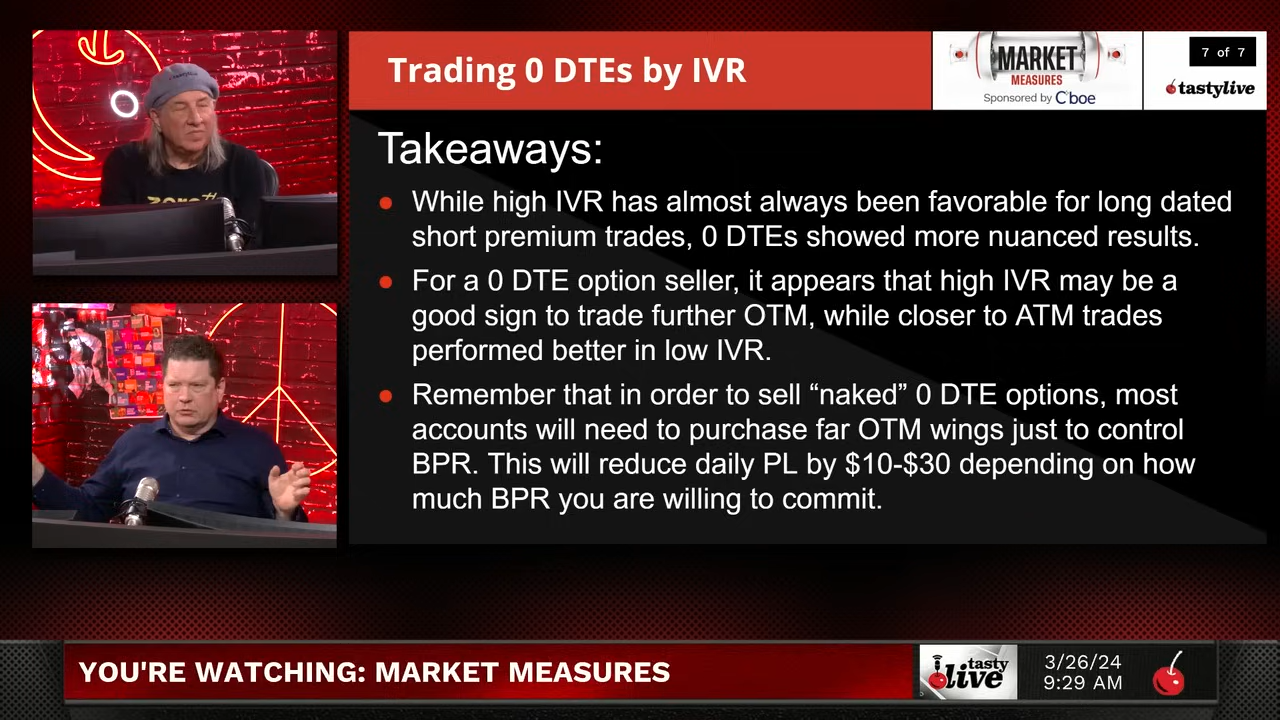 Trading 0 DTEs by IVR
MARKET
MEASURES
Sponsored by Cboe
7 of 7
tastylive
Takeaways:
• While high IVR has almost always been favorable for long dated
short premium trades, 0 DTEs showed more nuanced results.
• For a 0 DTE option seller, it appears that high IVR may be a
good sign to trade further OTM, while closer to ATM trades
performed better in low IVR.
• Remember that in order to sell “naked” 0 DTE options, most
accounts will need to purchase far OTM wings just to control
BPR. This will reduce daily PL by $10-$30 depending on how
much BPR you are willing to commit.
YOU'RE WATCHING: MARKET MEASURES
tasty
live
3/26/24
9:29 AM